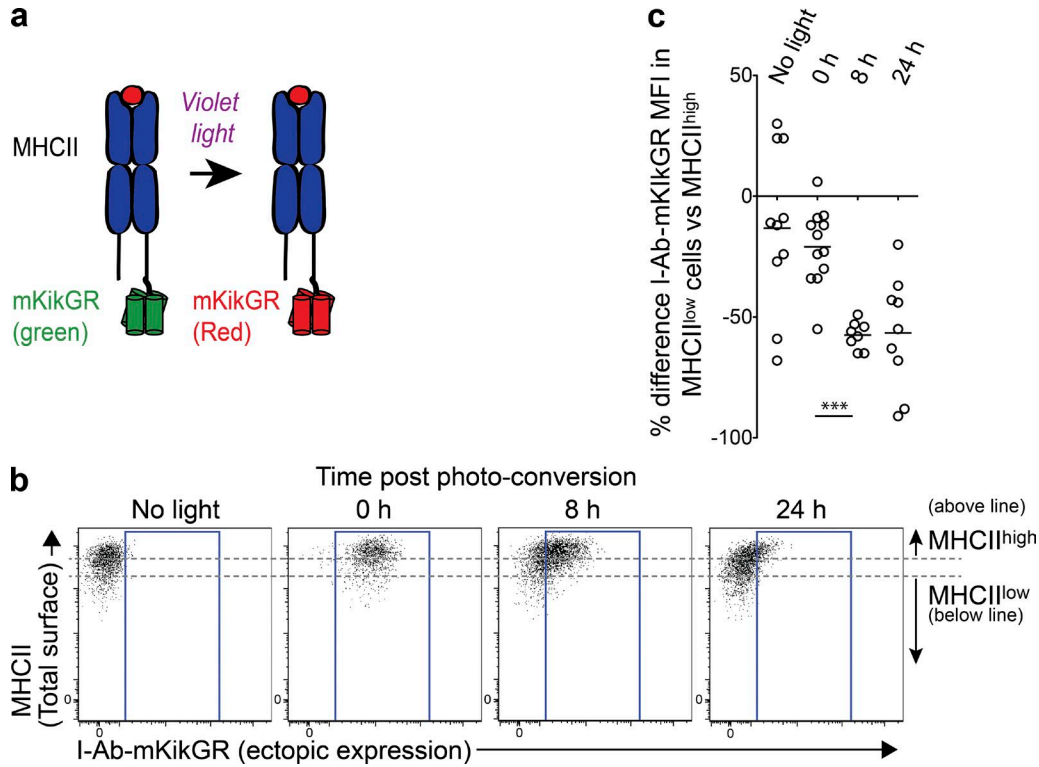 a
MHCII
Violet
light
mKikGR
(green)
mKikGR
(Red)
c
No light
0 h
8 h
24 h
% difference I-Ab-mKIkGR MFI in
MHCIIlow cells vs MHCIIhigh
50
0
-50
-100
***
b
Time post photo-conversion
No light
0 h
8 h
24 h
(above line)
MHCIIhigh
MHCIIlow
(below line)
MHCII
(Total surface)
0
0
0
0
0
0
0
0
I-Ab-mKikGR (ectopic expression)